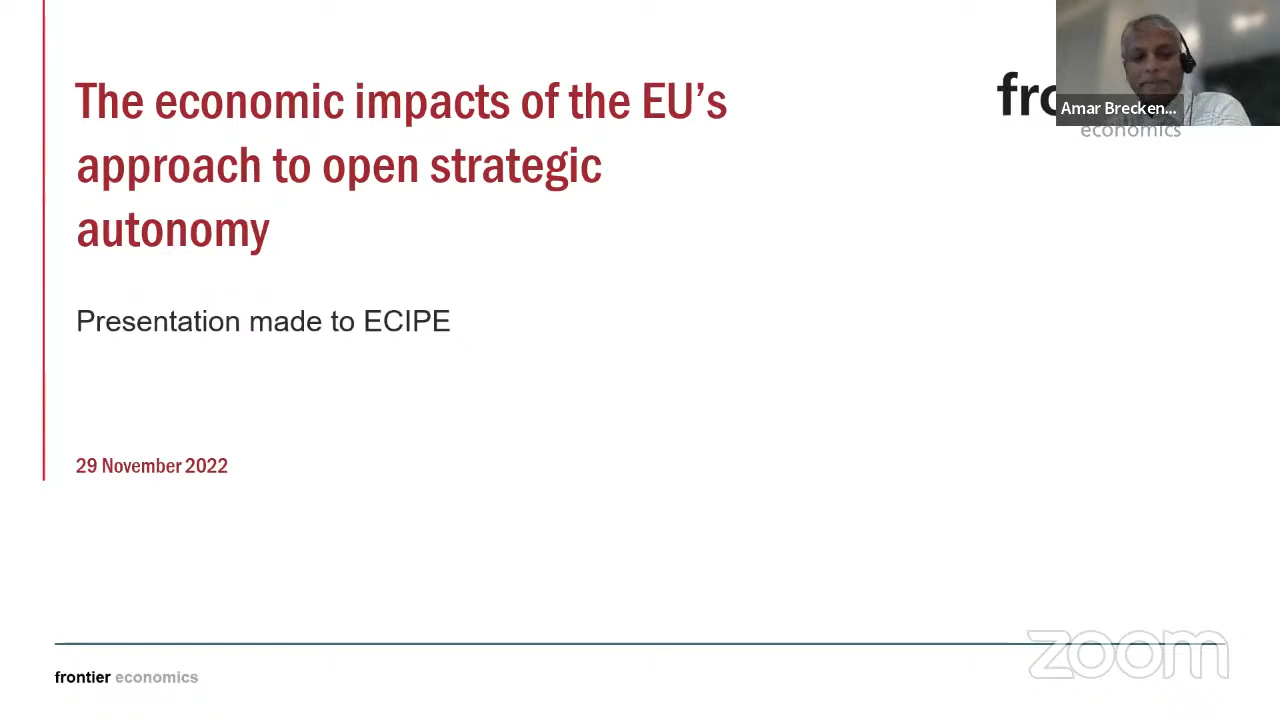 The economic impacts of the EU's
approach to open strategic
autonomy
fro
economics
Amar Brecken...
Presentation made to ECIPE
29 November 2022
zoom
frontier economics